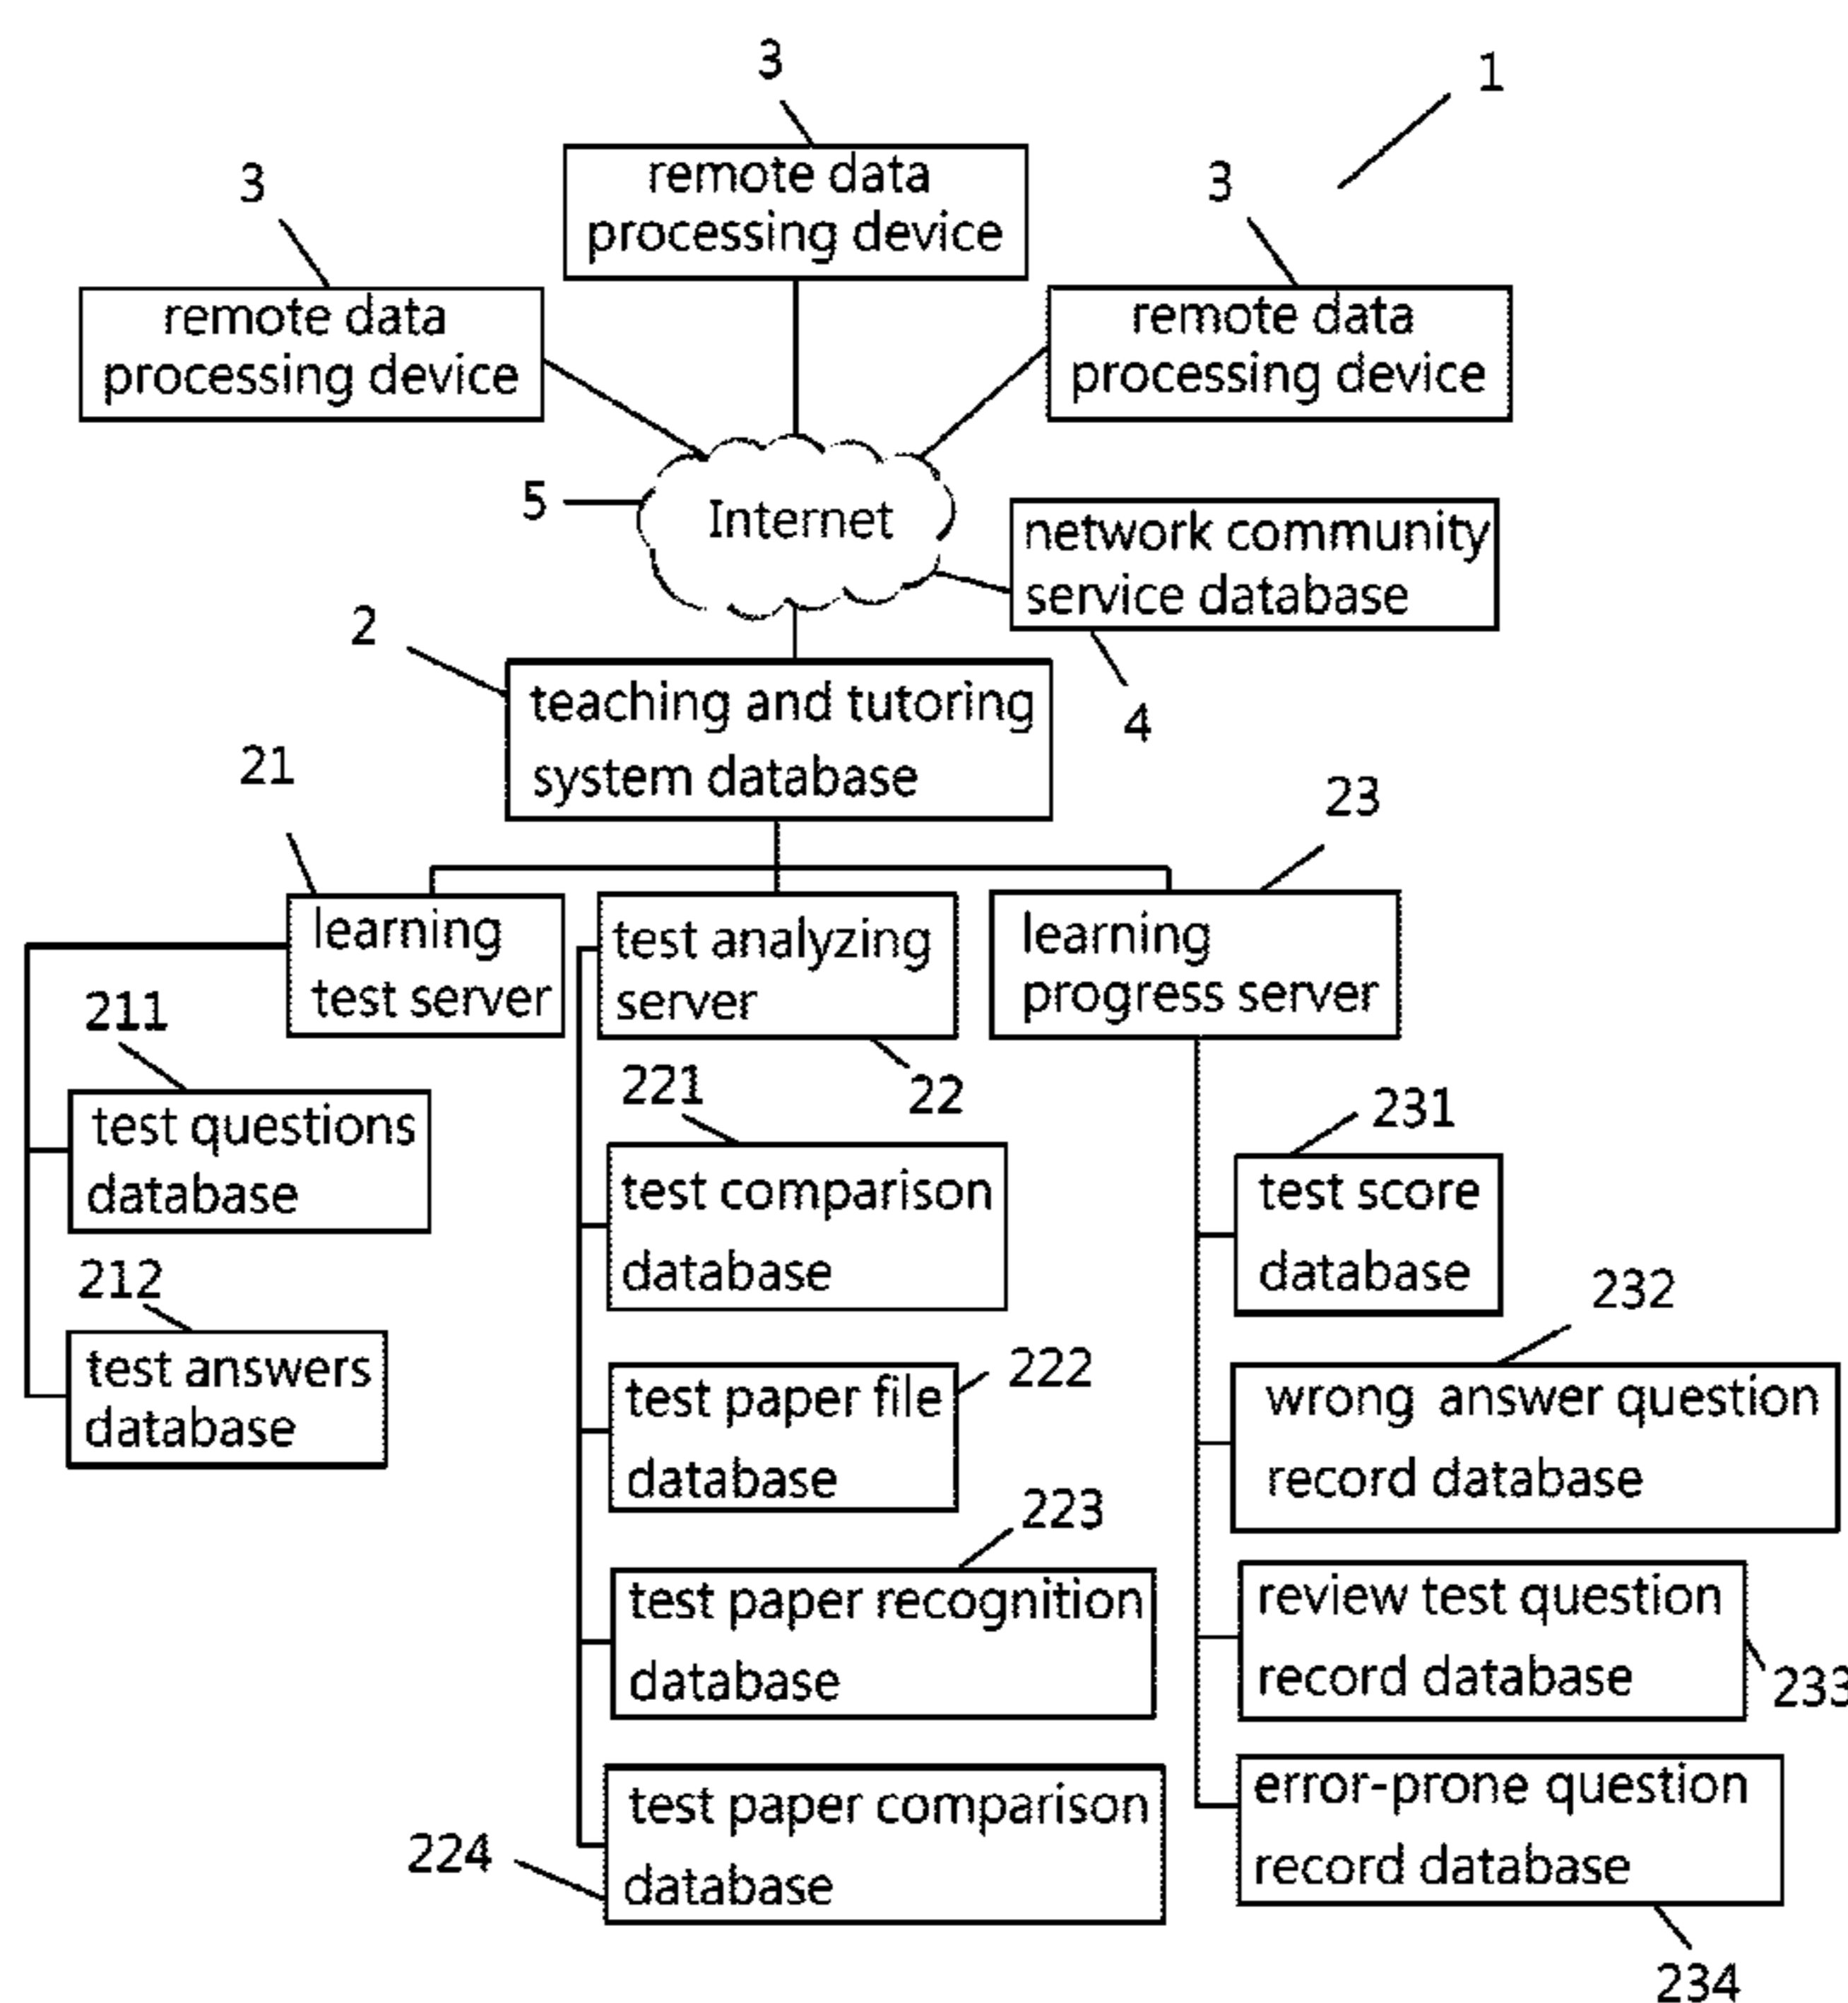 3
1
remote data
processing device
3
remote data
processing device
3
remote data
processing device
5
Internet
network community
service database
4
2
teaching and tutoring
system database
21
23
learning
test server
test analyzing
server
22
learning
progress server
211
test questions
database
212
test answers
database
221
test comparison
database
222
test paper file
database
223
test paper recognition
database
224
test paper comparison
database
231
test score
database
232
wrong answer question
record database
233
review test question
record database
error-prone question
record database
234